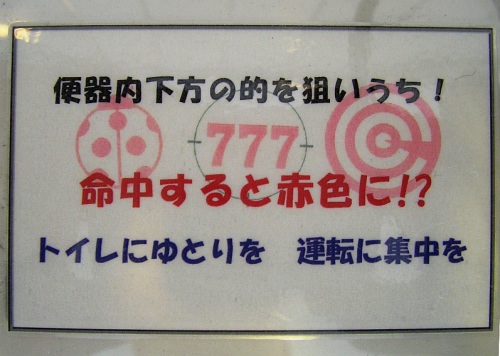 便器内下方の的を狙いうち！
777
命中すると赤色に!?
トイレにゆとりを　運転に集中を